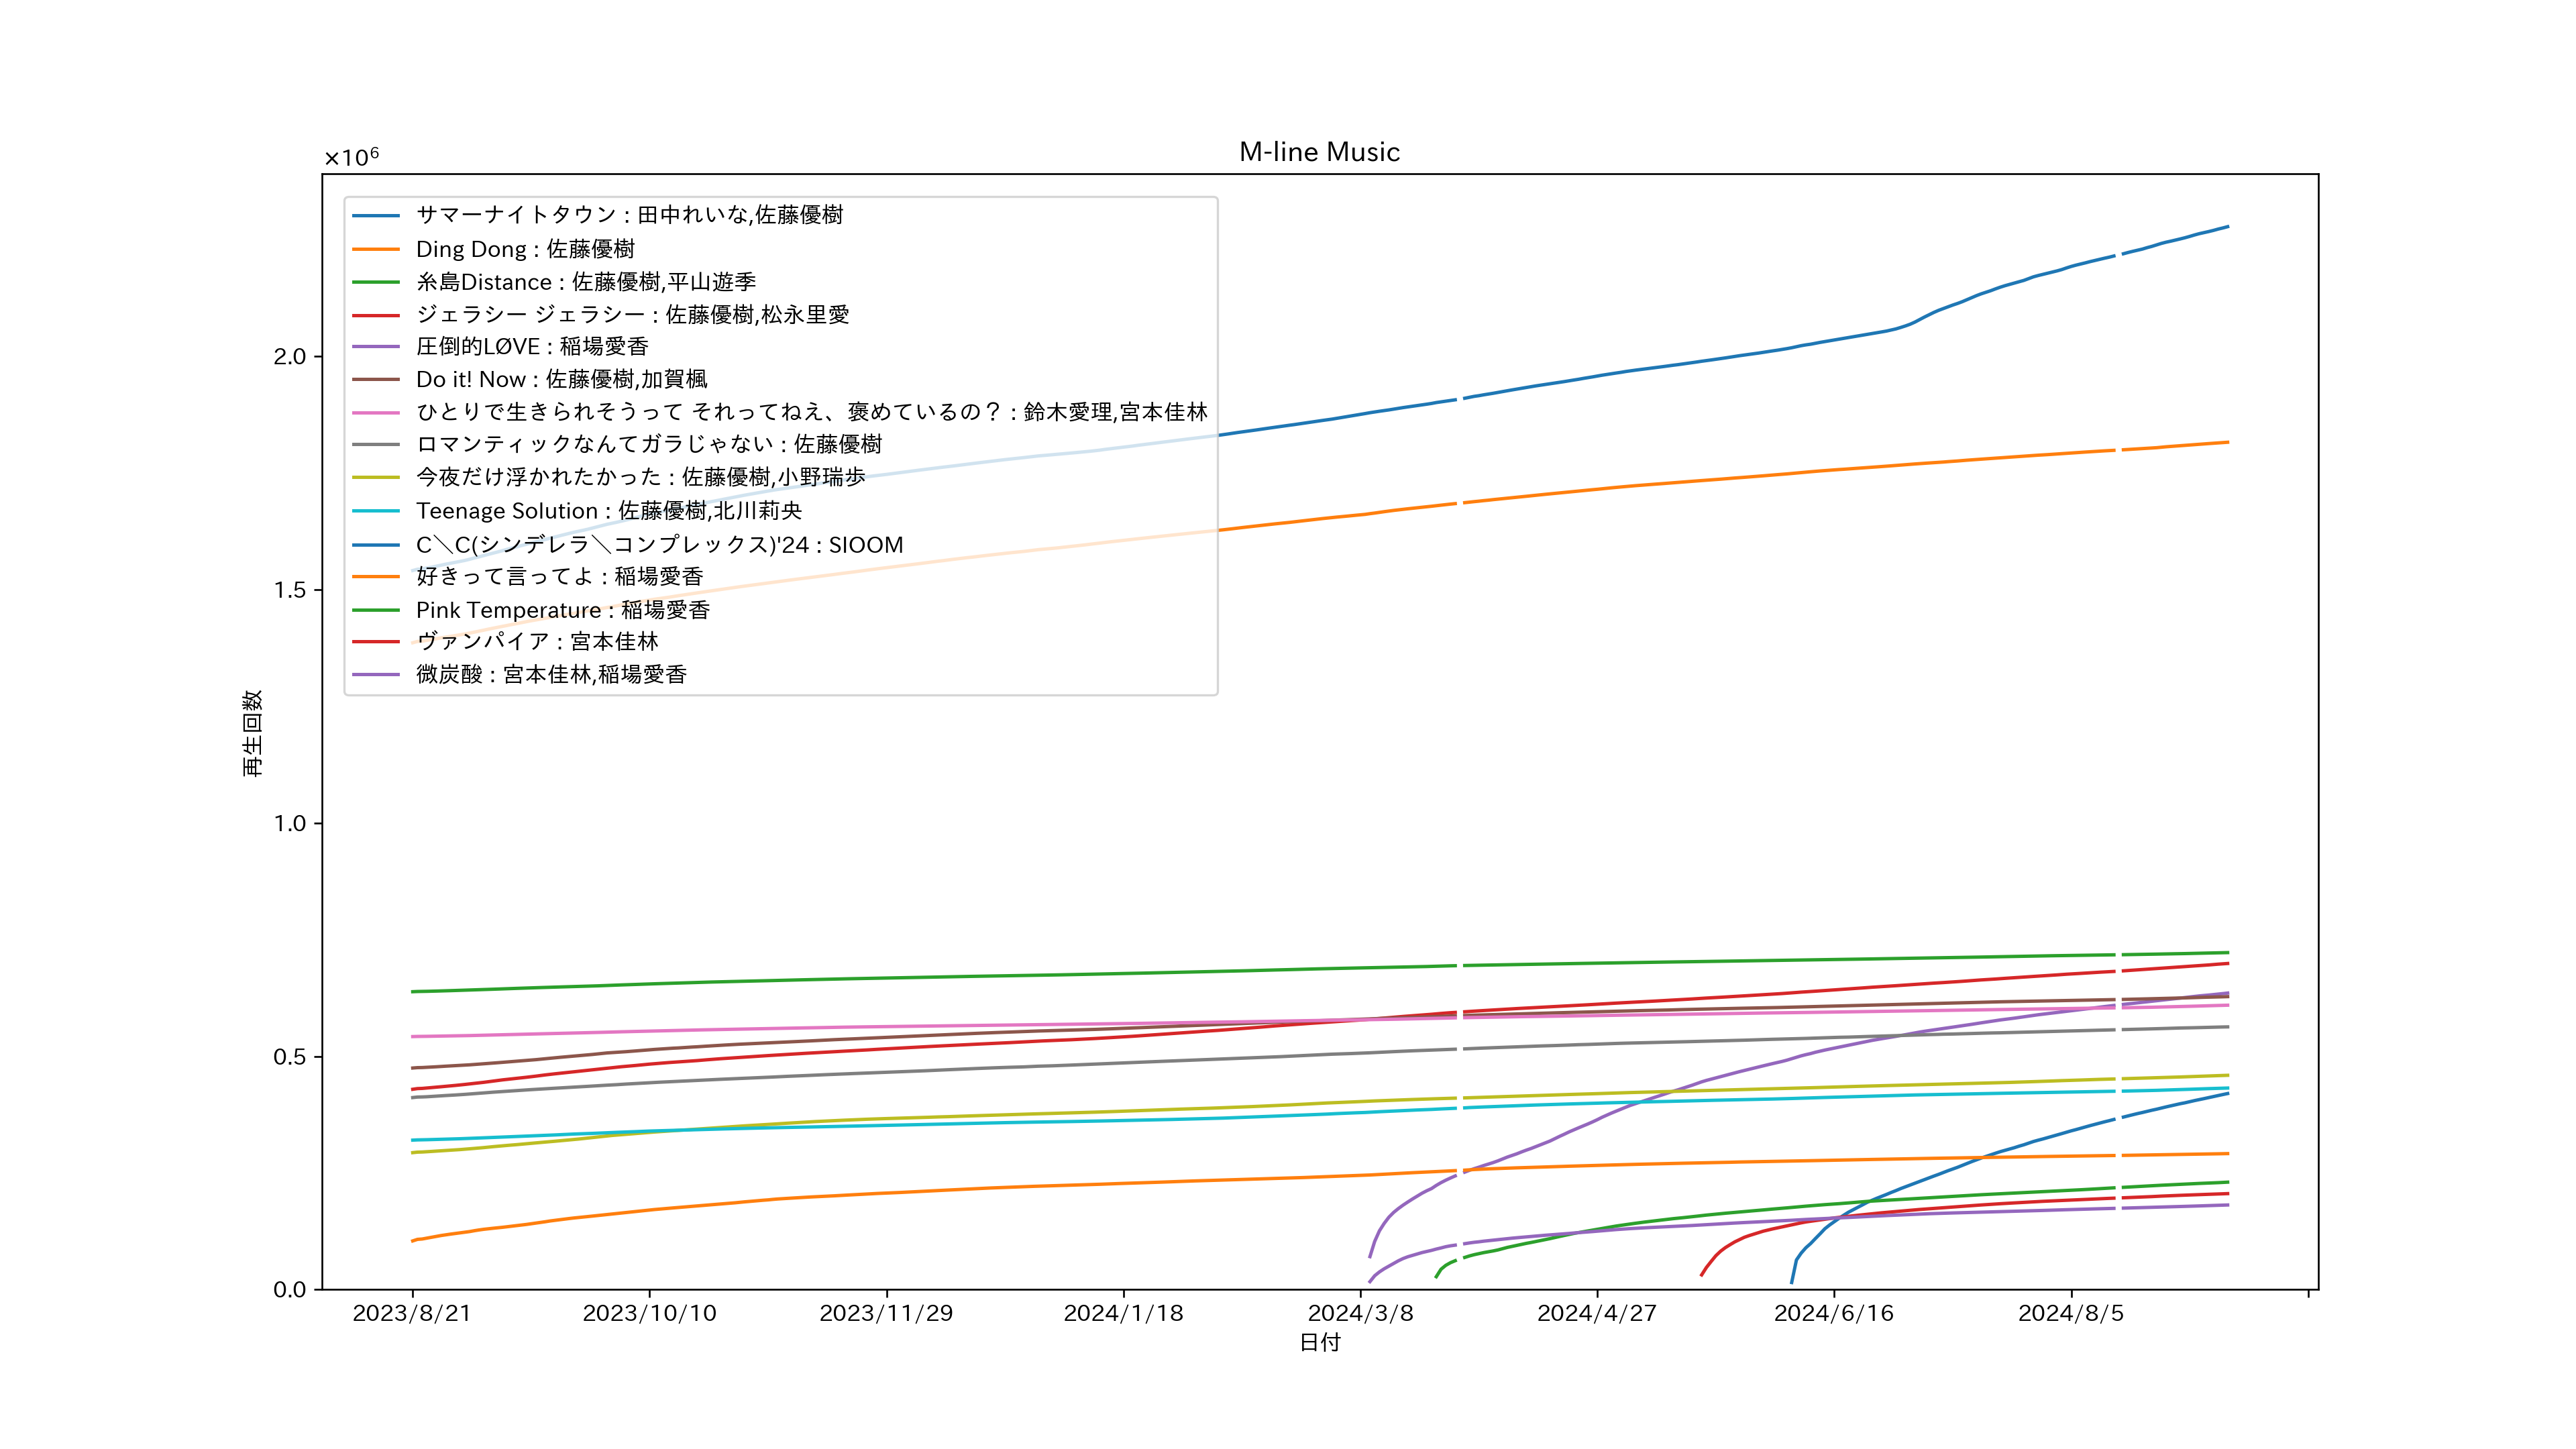 M-line Music
×10⁶
サマーナイトタウン : 田中れいな,佐藤優樹
Ding Dong : 佐藤優樹
糸島Distance : 佐藤優樹,平山遊季
ジェラシー ジェラシー : 佐藤優樹,松永里愛
圧倒的LØVE : 稲場愛香
Do it! Now : 佐藤優樹,加賀楓
ひとりで生きられそうって それってねえ、褒めているの？ : 鈴木愛理,宮本佳林
ロマンティックなんてガラじゃない : 佐藤優樹
今夜だけ浮かれたかった : 佐藤優樹,小野瑞歩
Teenage Solution : 佐藤優樹,北川莉央
C＼C(シンデレラ＼コンプレックス)'24 : SIOOM
好きって言ってよ : 稲場愛香
Pink Temperature : 稲場愛香
ヴァンパイア : 宮本佳林
微炭酸 : 宮本佳林,稲場愛香
2.0
1.5
1.0
0.5
0.0
再生回数
2023/8/21 2023/10/10 2023/11/29 2024/1/18 2024/3/8 2024/4/27 2024/6/16 2024/8/5
日付